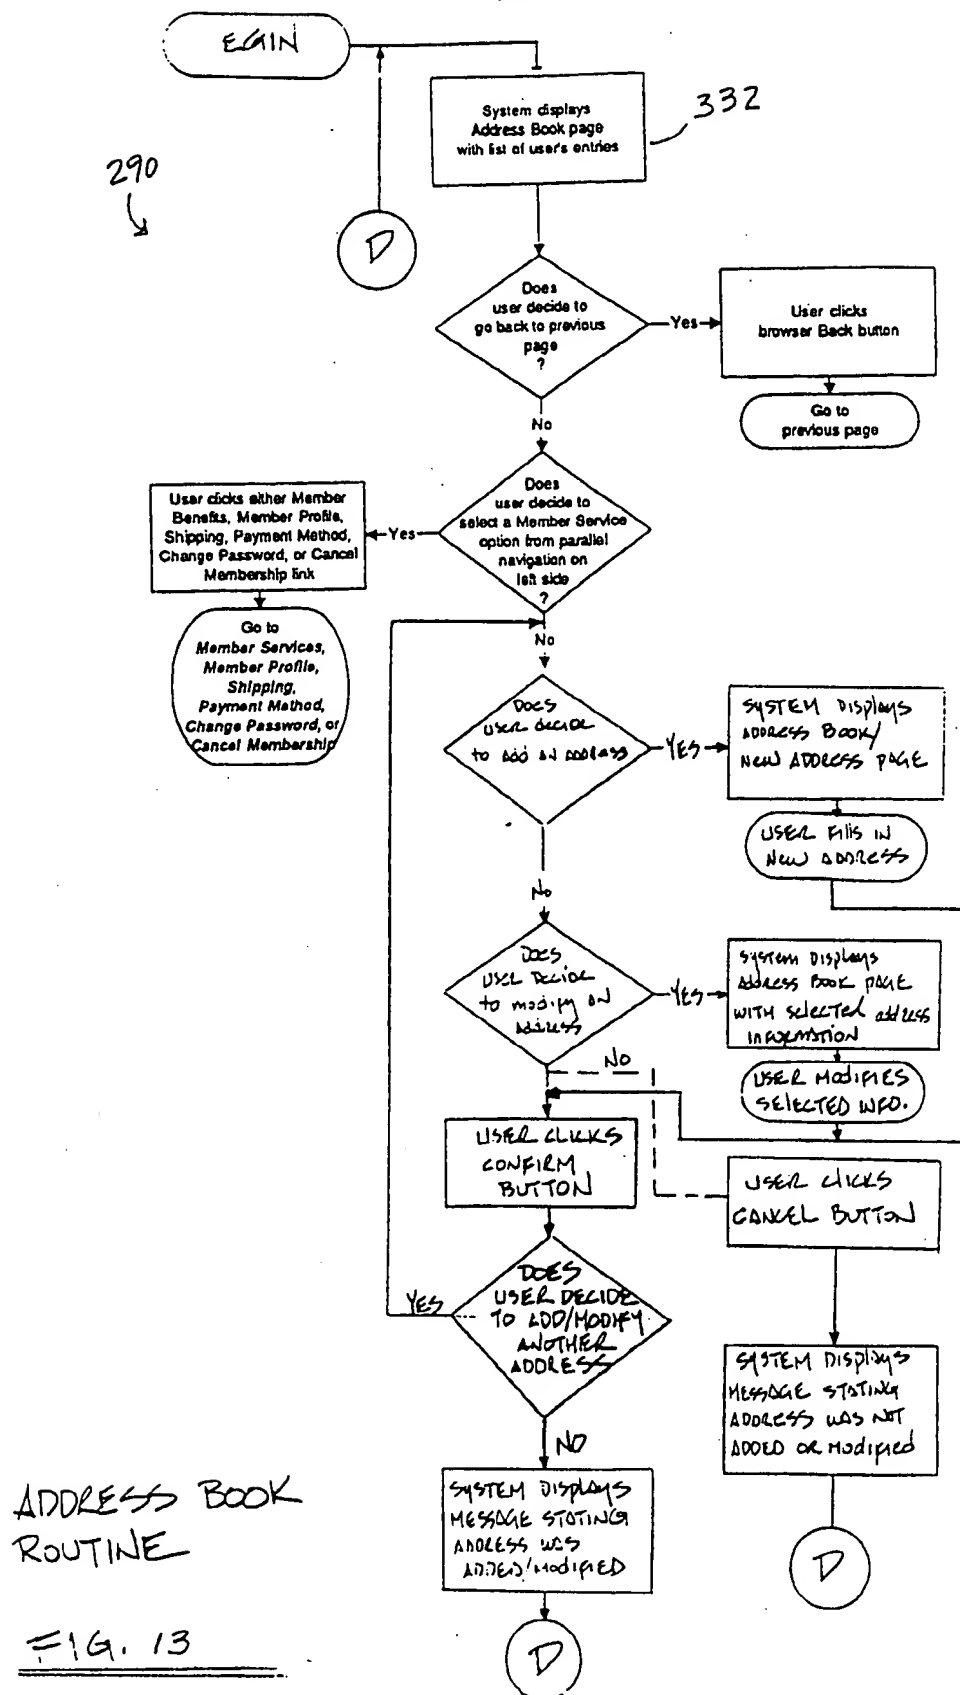 EGIN
System displays
Address Book page
with list of user's entries
332
290
D
Does
user decide to
go back to previous
page
?
Yes
User clicks
browser Back button
Go to
previous page
No
Does
user decide to
select a Member Service
option from parallel
navigation on
left side
?
Yes
User clicks either Member
Benefits, Member Profile,
Shipping, Payment Method,
Change Password, or Cancel
Membership link
Go to
Member Services,
Member Profile,
Shipping,
Payment Method,
Change Password, or
Cancel Membership
No
DOES
USER DECIDE
TO ADD AN ADDRESS
YES
SYSTEM DISPLAYS
ADDRESS BOOK/
NEW ADDRESS PAGE
USER FILLS IN
NEW ADDRESS
No
DOES
USER DECIDE
TO MODIFY AN
ADDRESS
YES
SYSTEM DISPLAYS
ADDRESS BOOK PAGE
WITH SELECTED ADDRESS
INFORMATION
USER MODIFIES
SELECTED INFO.
NO
USER CLICKS
CONFIRM
BUTTON
USER CLICKS
CANCEL BUTTON
DOES
USER DECIDE
TO ADD/MODIFY
ANOTHER
ADDRESS
YES
NO
SYSTEM DISPLAYS
MESSAGE STATING
ADDRESS WAS
ADDED/MODIFIED
D
SYSTEM DISPLAYS
MESSAGE STATING
ADDRESS WAS NOT
ADDED OR MODIFIED
D
ADDRESS BOOK
ROUTINE
FIG. 13